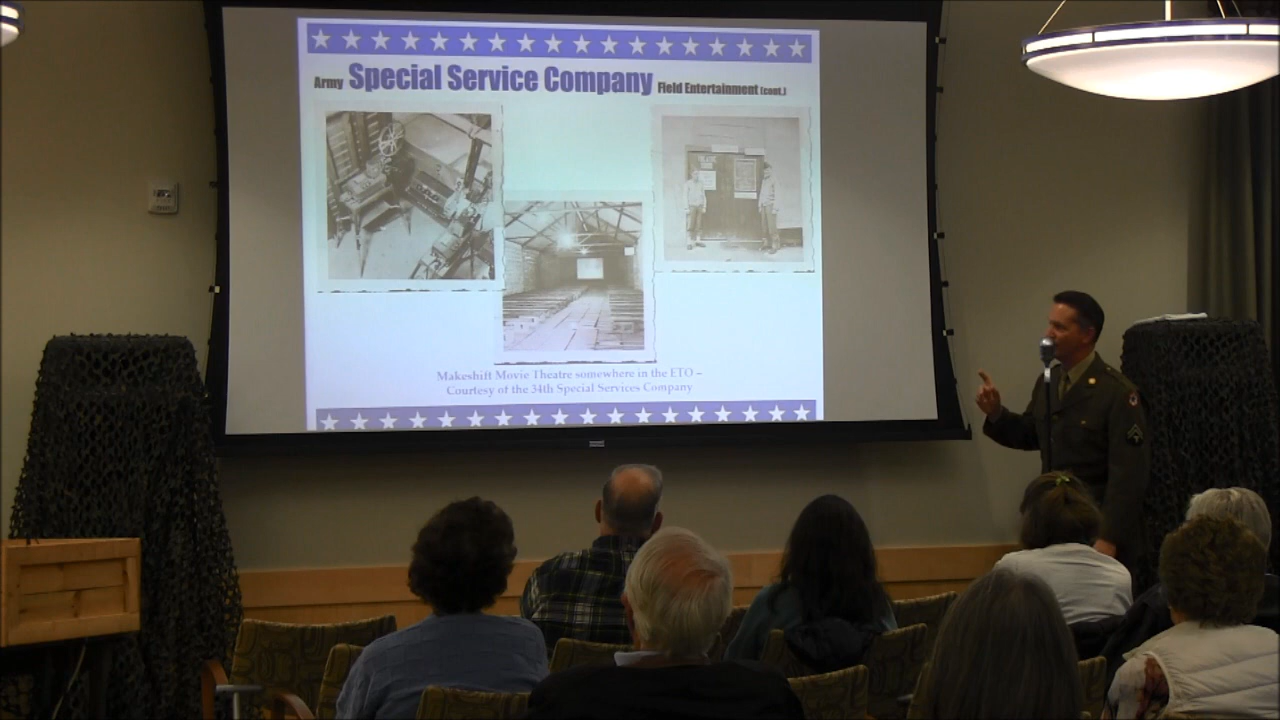 Army Special Service Company Field Entertainment (cont.)
Makeshift Movie Theatre somewhere in the ETO –
Courtesy of the 34th Special Services Company